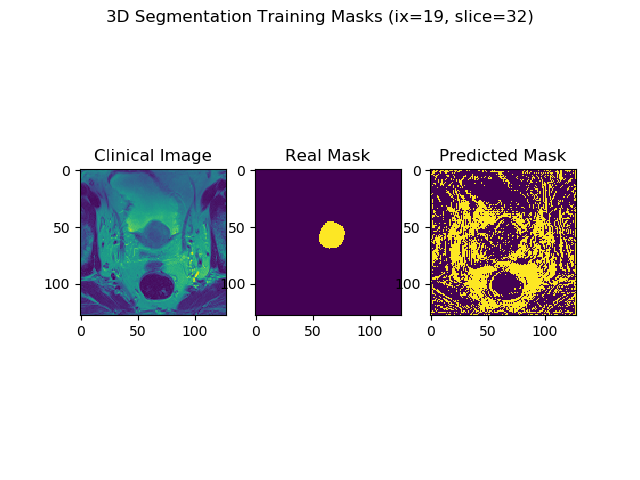 3D Segmentation Training Masks (ix=19, slice=32)
Clinical Image Real Mask Predicted Mask
0 0 0
50 50 50
100 100 100
0 50 100 0 50 100 0 50 100